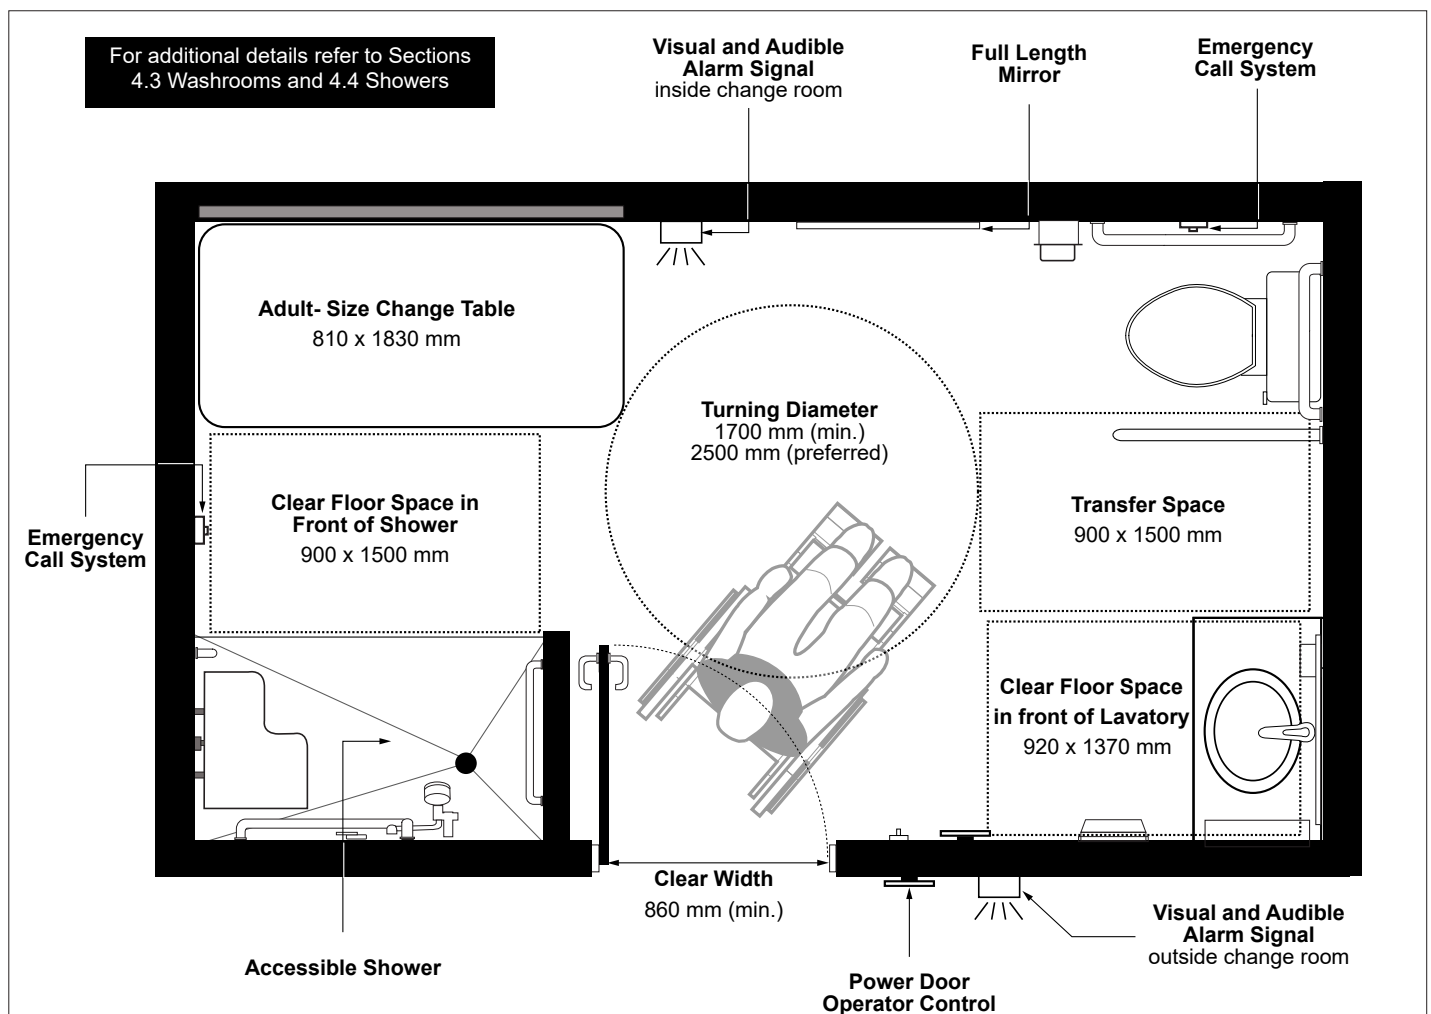 For additional details refer to Sections
4.3 Washrooms and 4.4 Showers
Visual and Audible
Alarm Signal
inside change room
Full Length
Mirror
Emergency
Call System
Adult- Size Change Table
810 x 1830 mm
Turning Diameter
1700 mm (min.)
2500 mm (preferred)
Clear Floor Space in
Front of Shower
900 x 1500 mm
Transfer Space
900 x 1500 mm
Emergency
Call System
Clear Floor Space
in front of Lavatory
920 x 1370 mm
Clear Width
860 mm (min.)
Visual and Audible
Alarm Signal
outside change room
Accessible Shower
Power Door
Operator Control